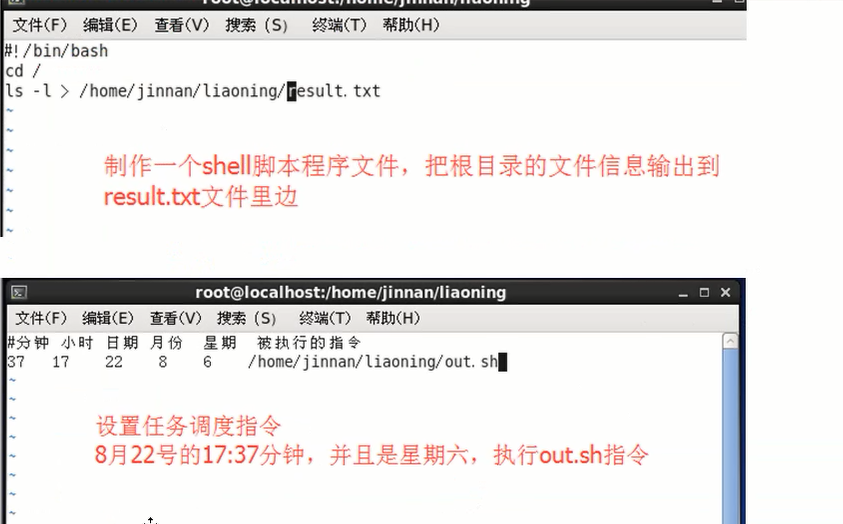 root@localhost:/home/jinnan/liaoning
文件(F) 编辑(E) 查看(V) 搜索 (S) 终端(T) 帮助(H)
#!/bin/bash
cd /
ls -l > /home/jinnan/liaoning/result.txt
~
~
~
~
~
~
~
制作一个shell脚本程序文件，把根目录的文件信息输出到
result.txt文件里边
root@localhost:/home/jinnan/liaoning
文件(F) 编辑(E) 查看(V) 搜索 (S) 终端(T) 帮助(H)
#分钟 小时 日期 月份 星期 被执行的指令
37 17 22 8 6 /home/jinnan/liaoning/out.sh
~
~
~
~
~
~
~
~
设置任务调度指令
8月22号的17:37分钟，并且是星期六，执行out.sh指令